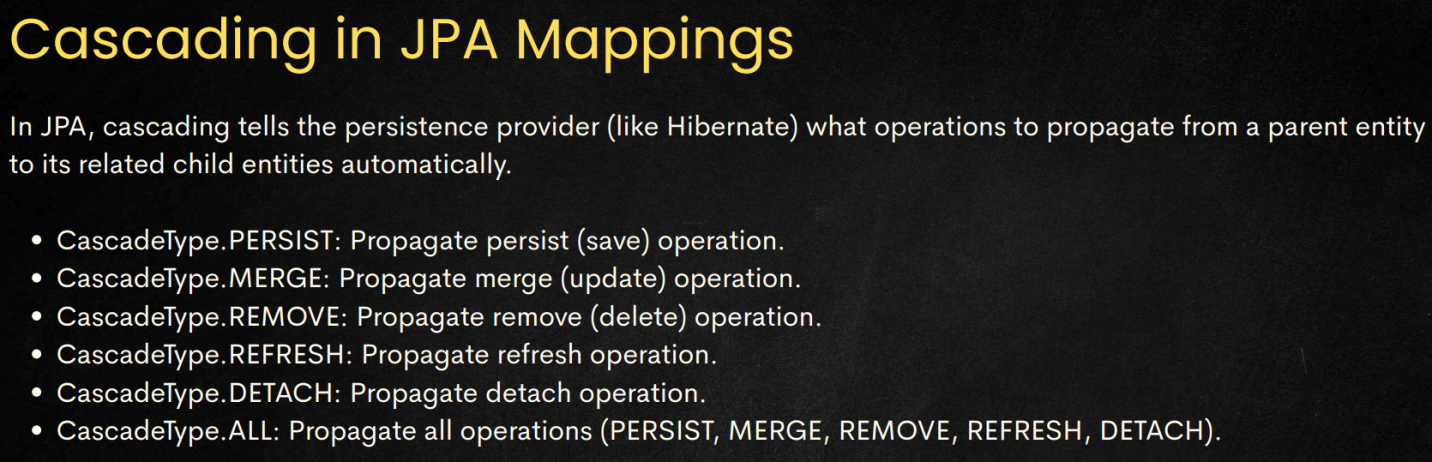 Cascading in JPA Mappings
In JPA, cascading tells the persistence provider (like Hibernate) what operations to propagate from a parent entity
to its related child entities automatically.
• CascadeType.PERSIST: Propagate persist (save) operation.
• CascadeType.MERGE: Propagate merge (update) operation.
• CascadeType.REMOVE: Propagate remove (delete) operation.
• CascadeType.REFRESH: Propagate refresh operation.
• CascadeType.DETACH: Propagate detach operation.
• CascadeType.ALL: Propagate all operations (PERSIST, MERGE, REMOVE, REFRESH, DETACH).